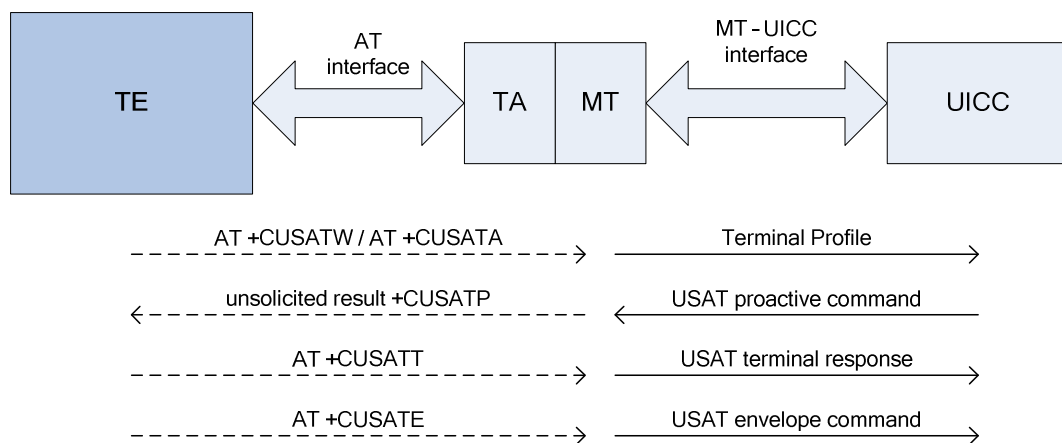 AT
interface
MT-UICC
interface
TE
TA
MT
UICC
AT +CUSATW / AT +CUSATA
Terminal Profile
unsolicited result +CUSATP
USAT proactive command
AT +CUSATT
USAT terminal response
AT +CUSATE
USAT envelope command